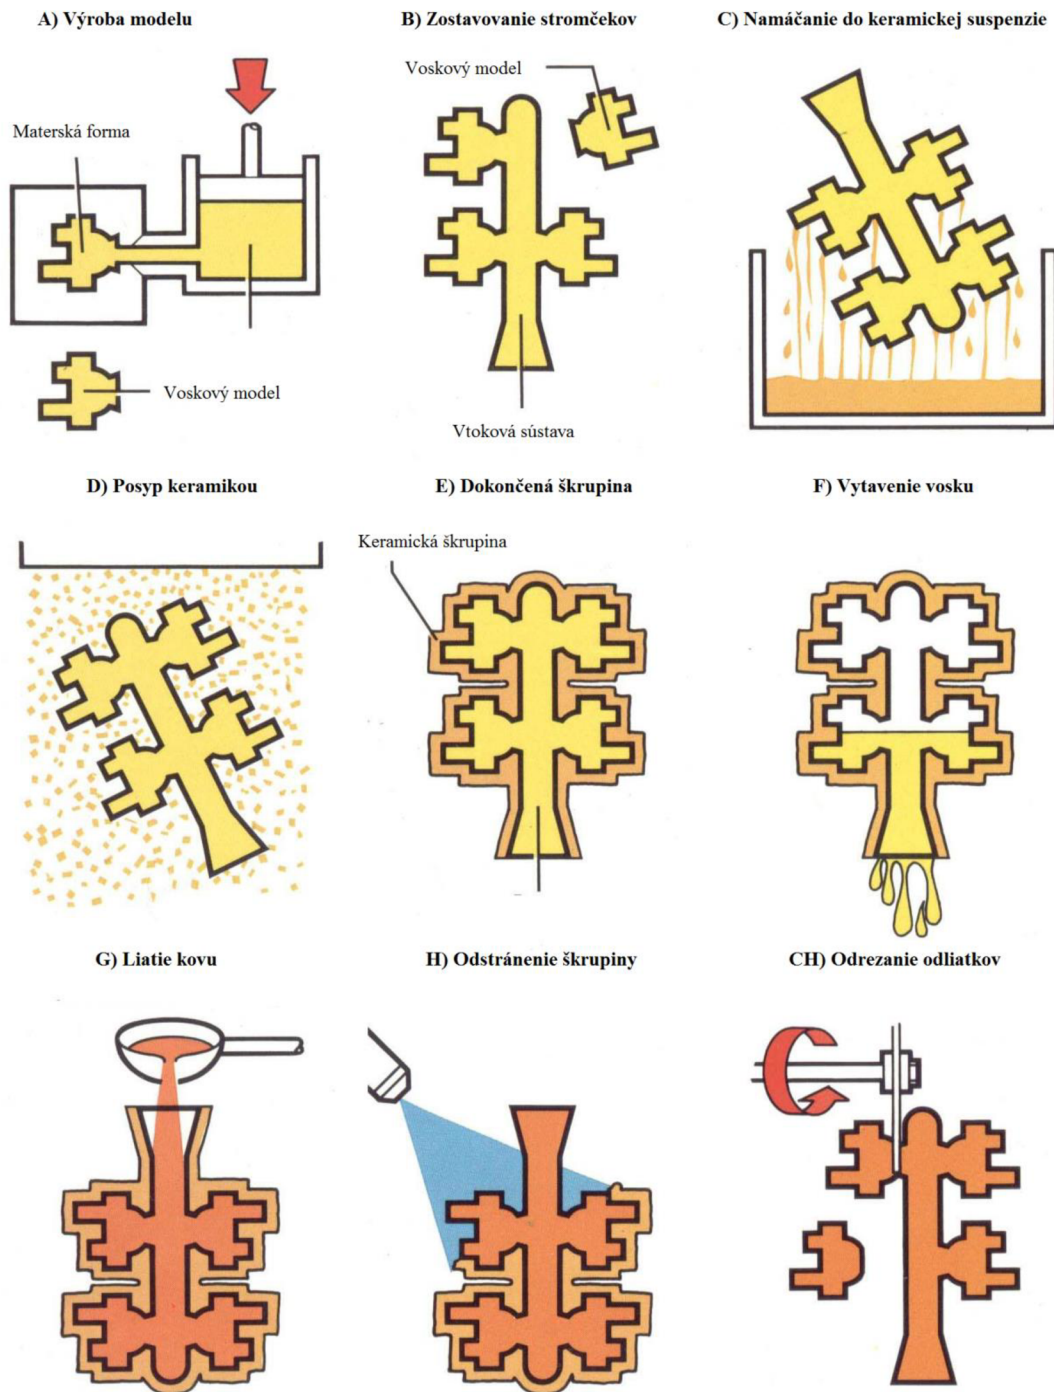 A) Výroba modelu
B) Zostavovanie stromčekov
C) Namáčanie do keramickej suspenzie
Materská forma
Voskový model
Voskový model
Vtoková sústava
D) Posyp keramikou
E) Dokončená škrupina
F) Vytavenie vosku
Keramická škrupina
G) Liatie kovu
H) Odstránenie škrupiny
CH) Odrezanie odliatkov